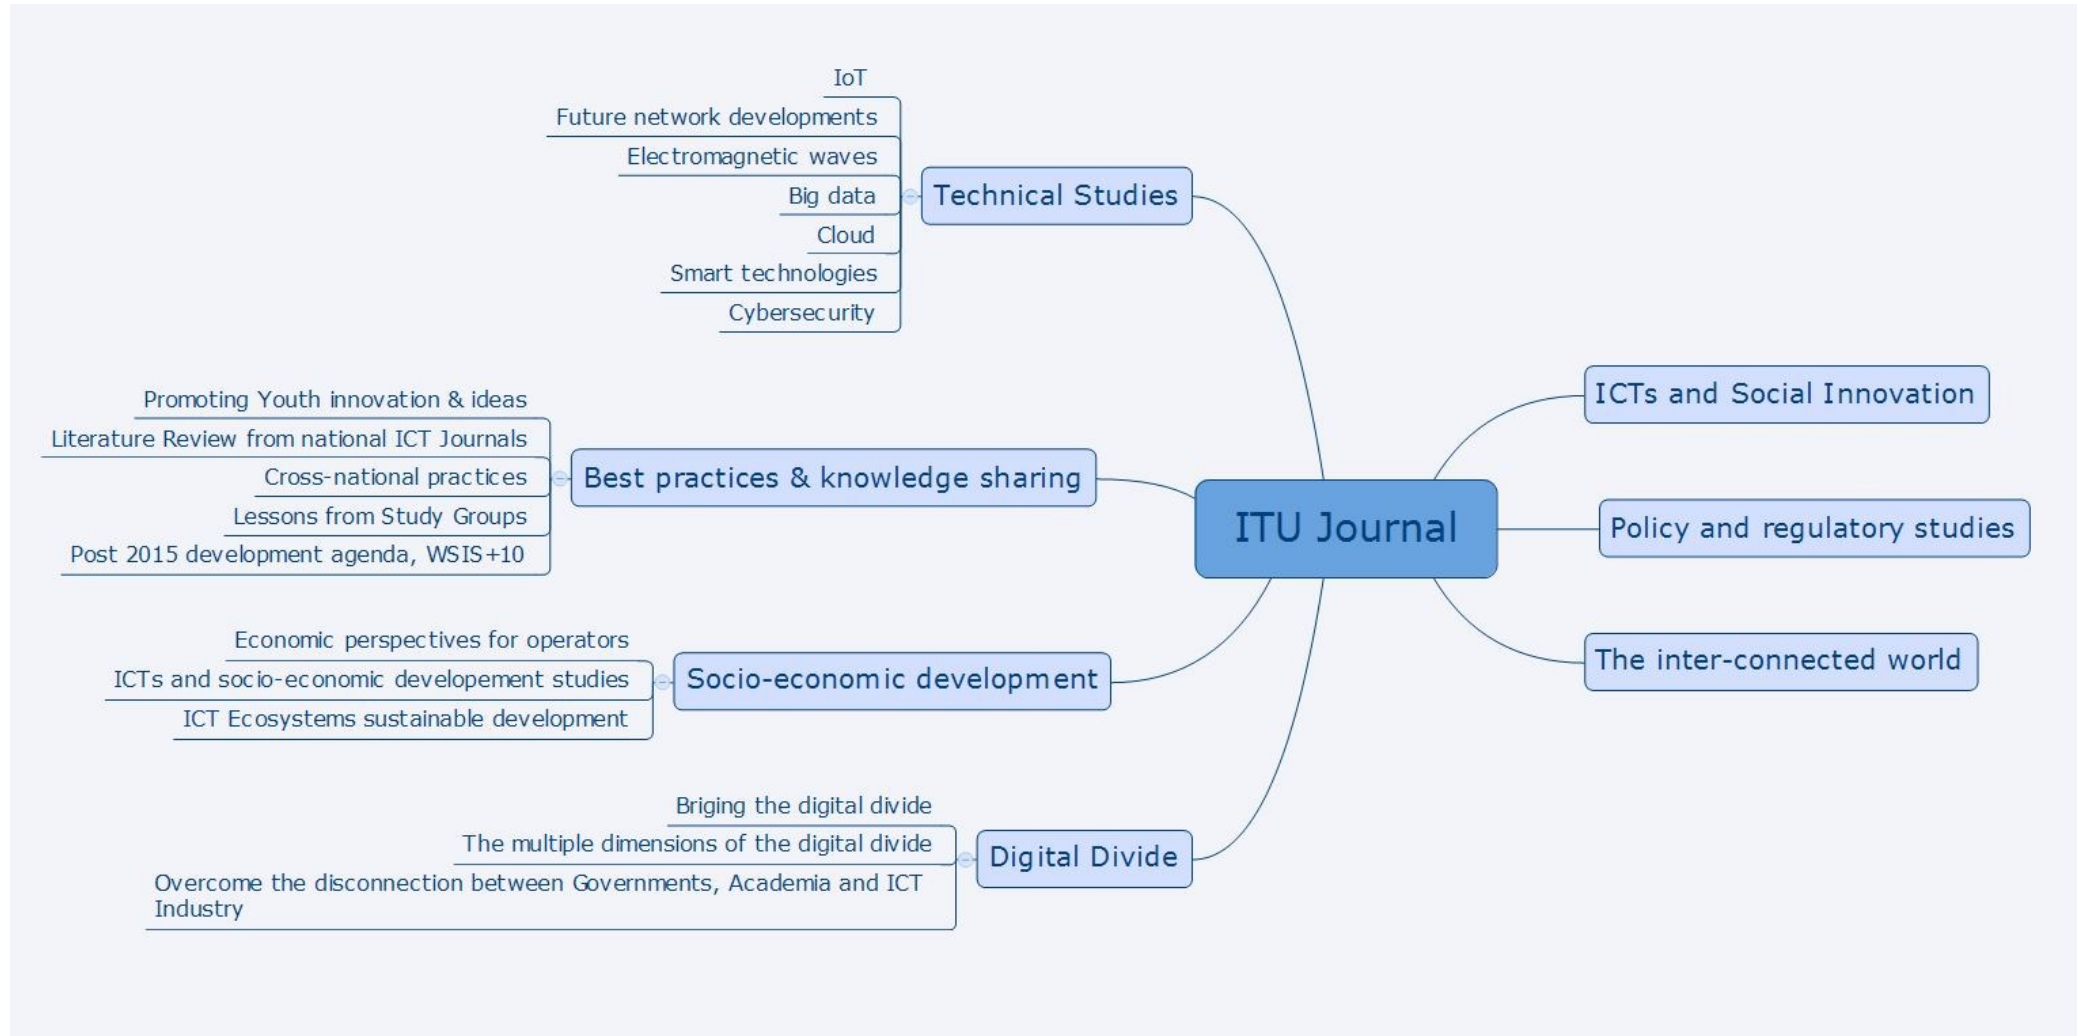 IoT
Future network developments
Electromagnetic waves
Big data
Cloud
Smart technologies
Cybersecurity
Technical Studies
Promoting Youth innovation & ideas
Literature Review from national ICT Journals
Cross-national practices
Lessons from Study Groups
Post 2015 development agenda, WSIS+10
Best practices & knowledge sharing
Economic perspectives for operators
ICTs and socio-economic developement studies
ICT Ecosystems sustainable development
Socio-economic development
Briging the digital divide
The multiple dimensions of the digital divide
Overcome the disconnection between Governments, Academia and ICT
Industry
Digital Divide
ITU Journal
ICTs and Social Innovation
Policy and regulatory studies
The inter-connected world